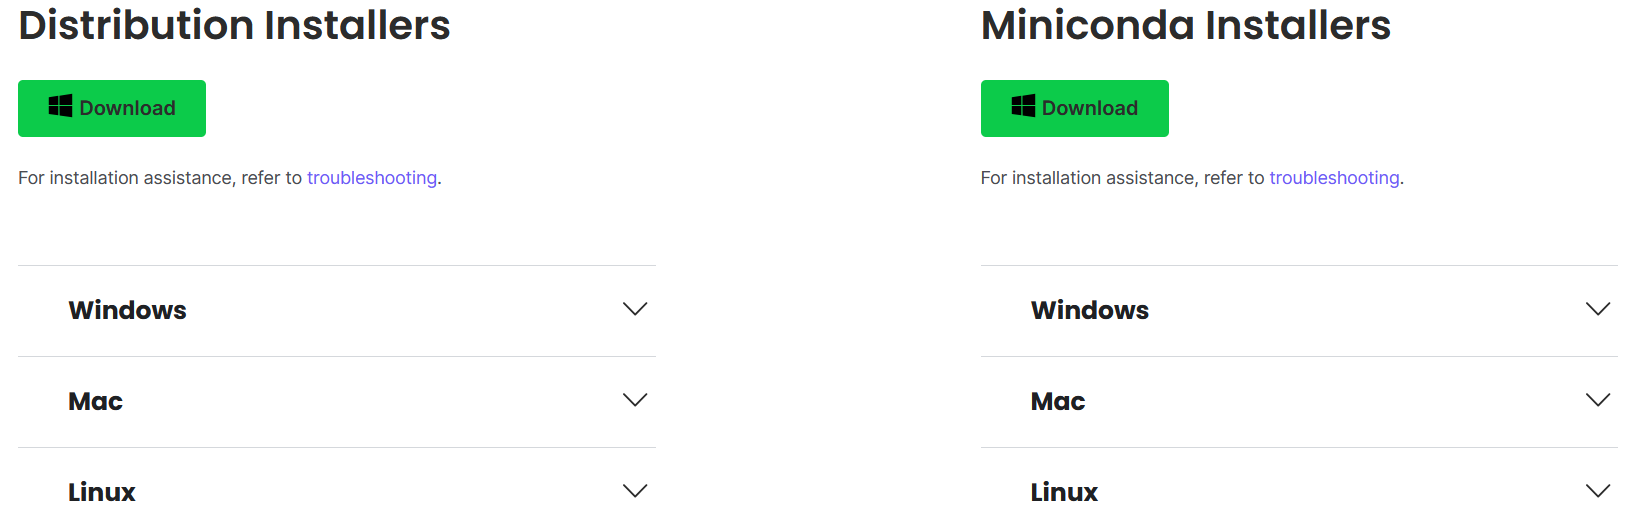 Distribution Installers
Download
For installation assistance, refer to troubleshooting.
Windows
Mac
Linux
Miniconda Installers
Download
For installation assistance, refer to troubleshooting.
Windows
Mac
Linux